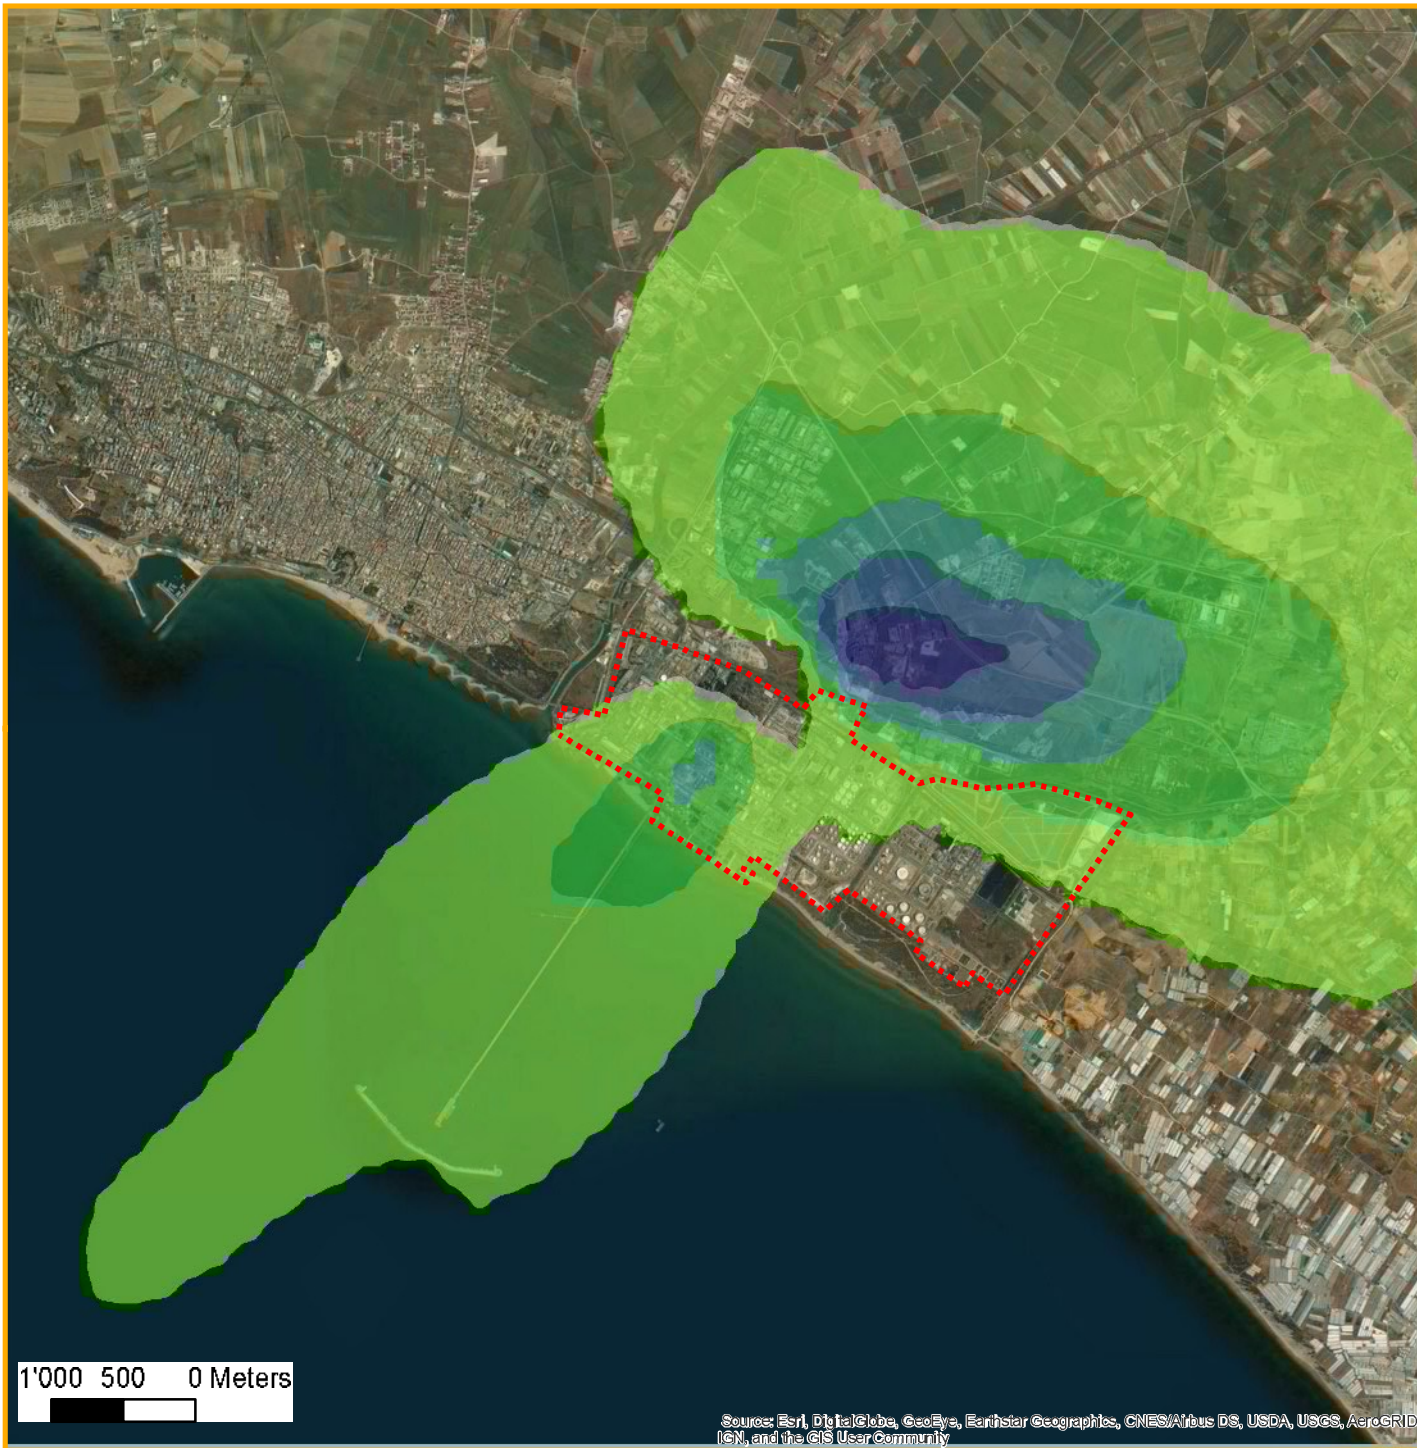 1'000 500 0 Meters
Source: Esri, DigitalGlobe, GeoEye, Earthstar Geographics, CNES/Airbus DS, USDA, USGS, AeroGRID
IGN, and the GIS User Community